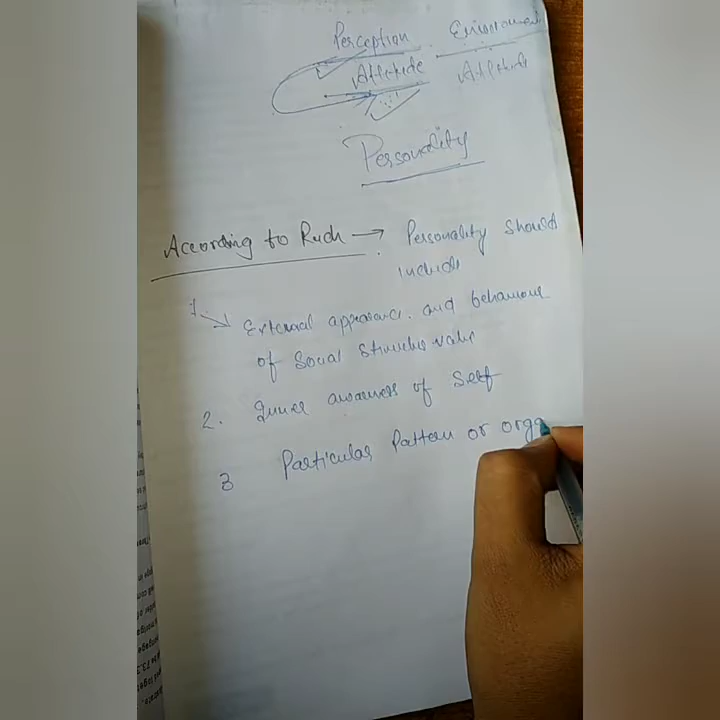 Perception Environment
Attitude Attitude
Personality
According to Ruch → Personality should
include
1. External appearance and behaviour
of Social Stimulus value
2. Inner awareness of Self
3 Particular Pattern or orga